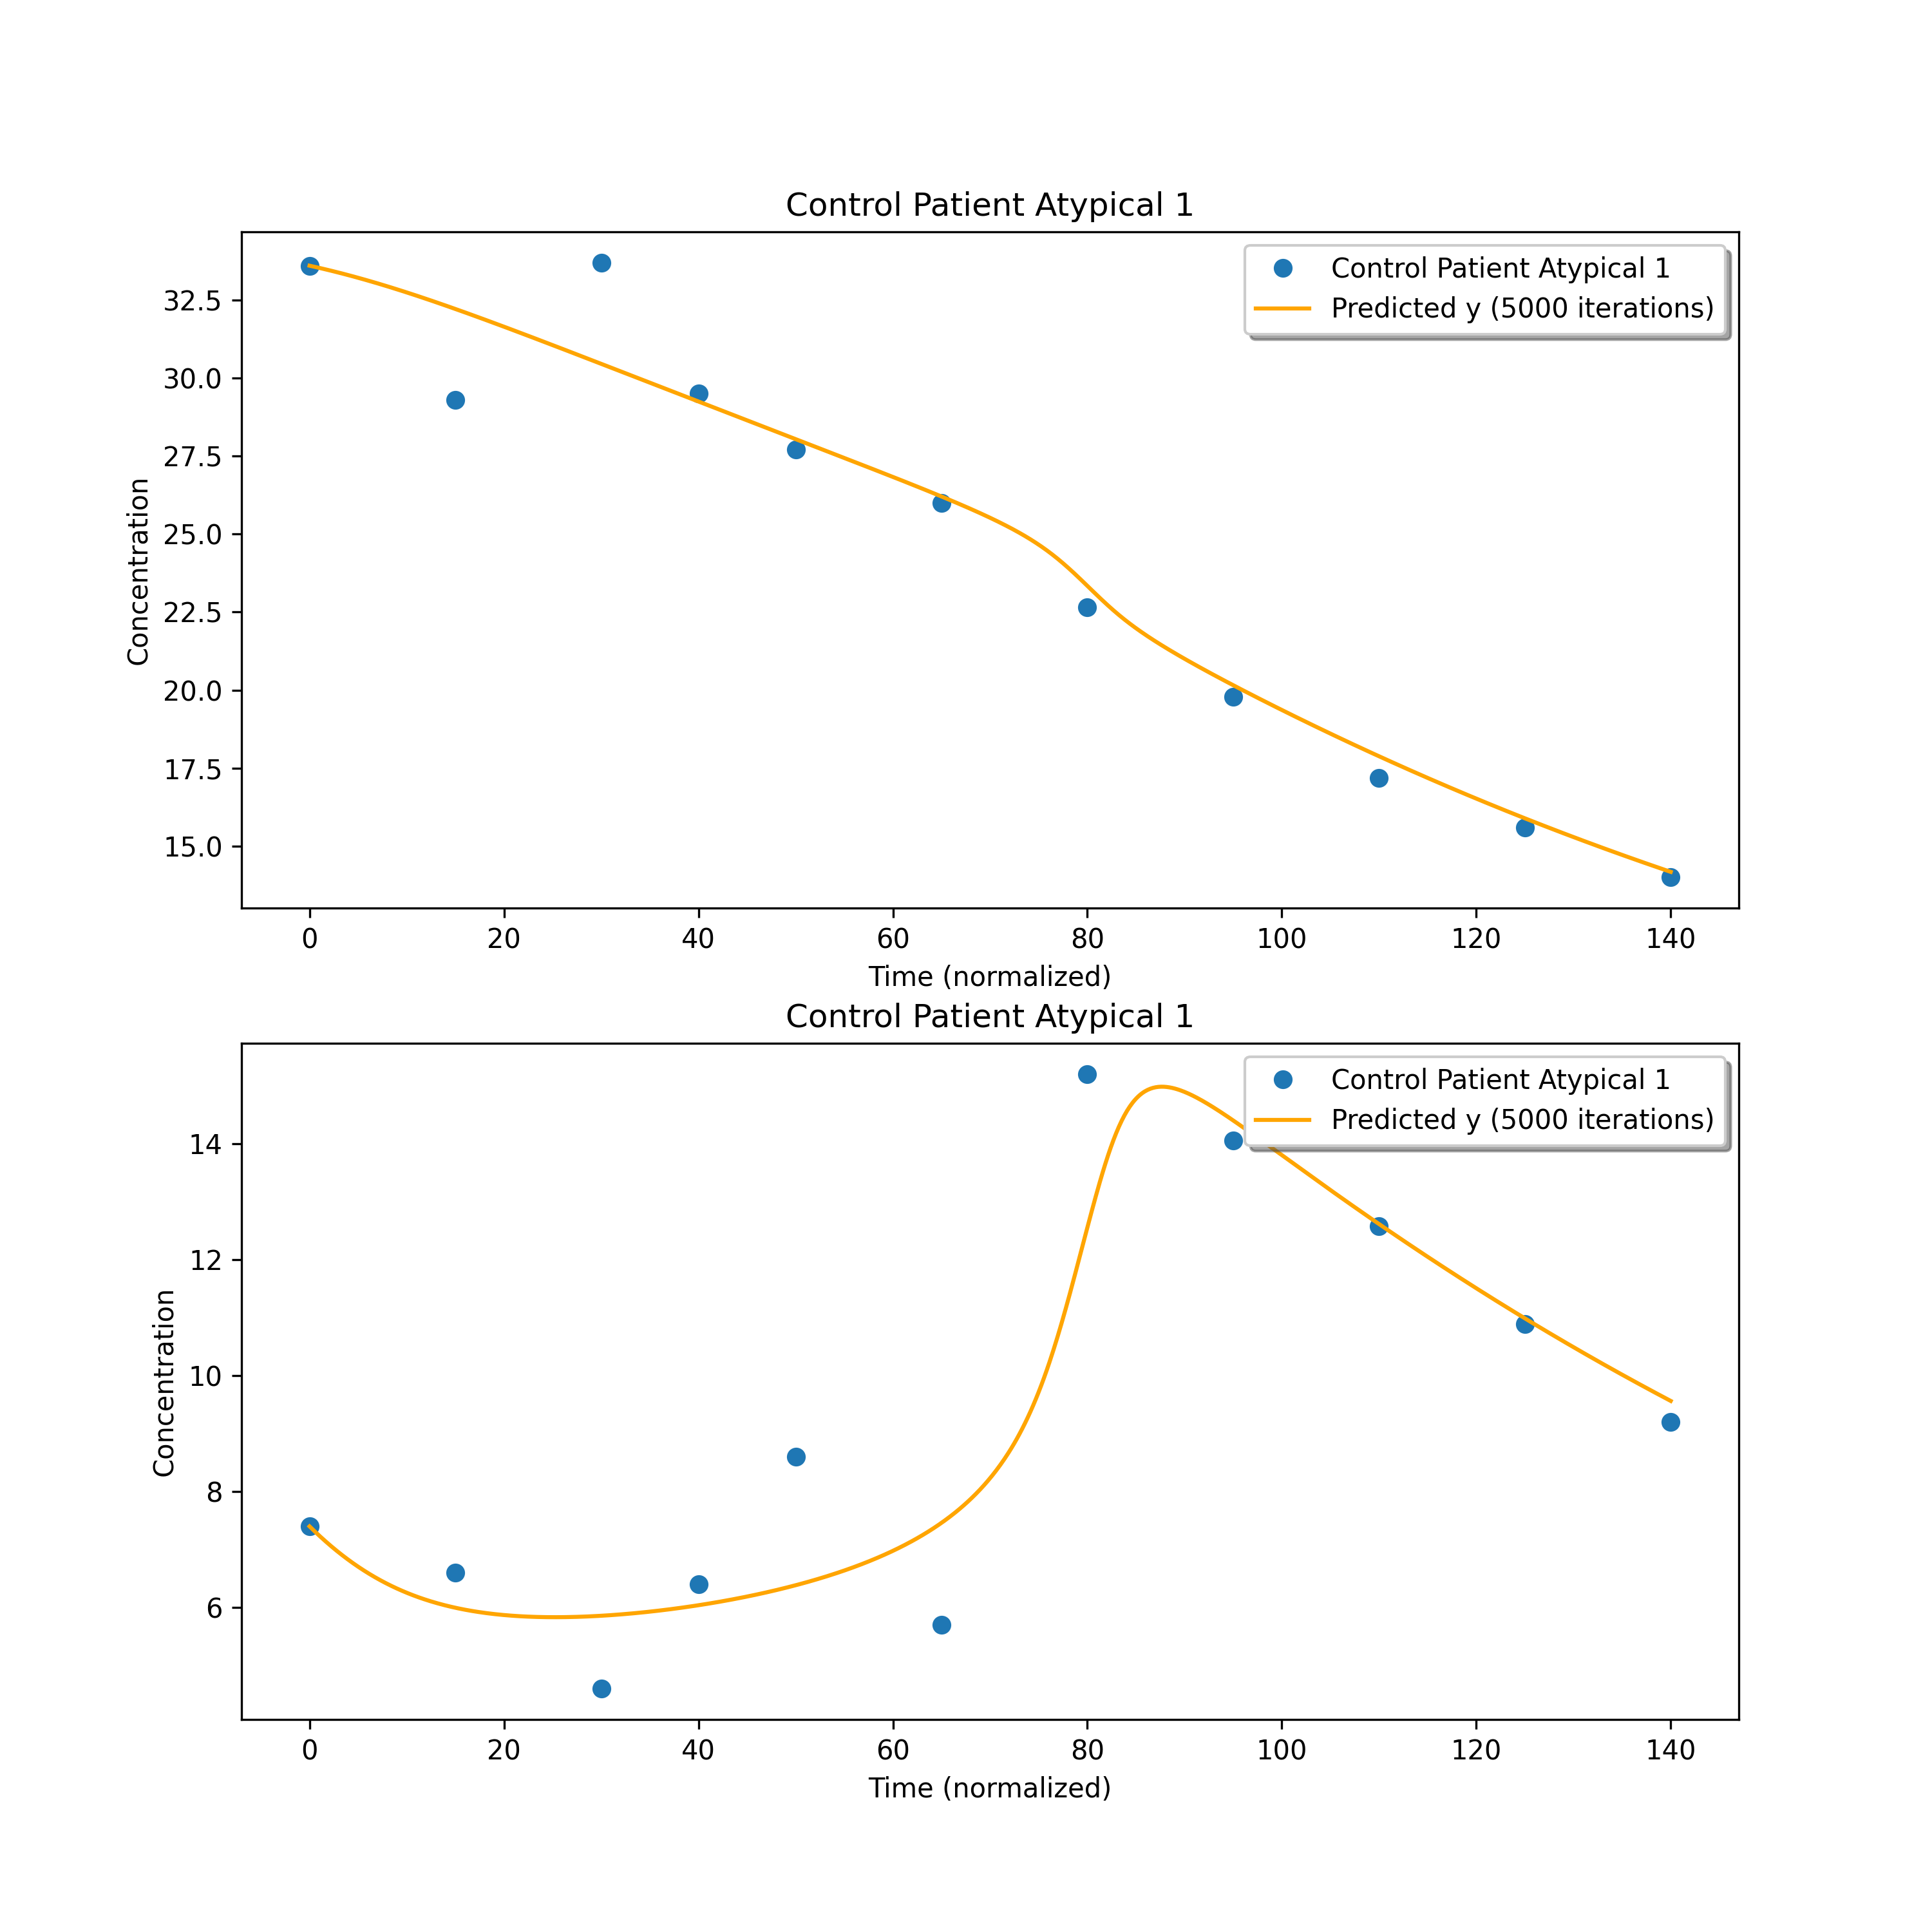 Control Patient Atypical 1
Control Patient Atypical 1
Predicted y (5000 iterations)
32.5
30.0
27.5
25.0
22.5
20.0
17.5
15.0
Concentration
0 20 40 60 80 100 120 140
Time (normalized)
Control Patient Atypical 1
Control Patient Atypical 1
Predicted y (5000 iterations)
14
12
10
8
6
Concentration
0 20 40 60 80 100 120 140
Time (normalized)